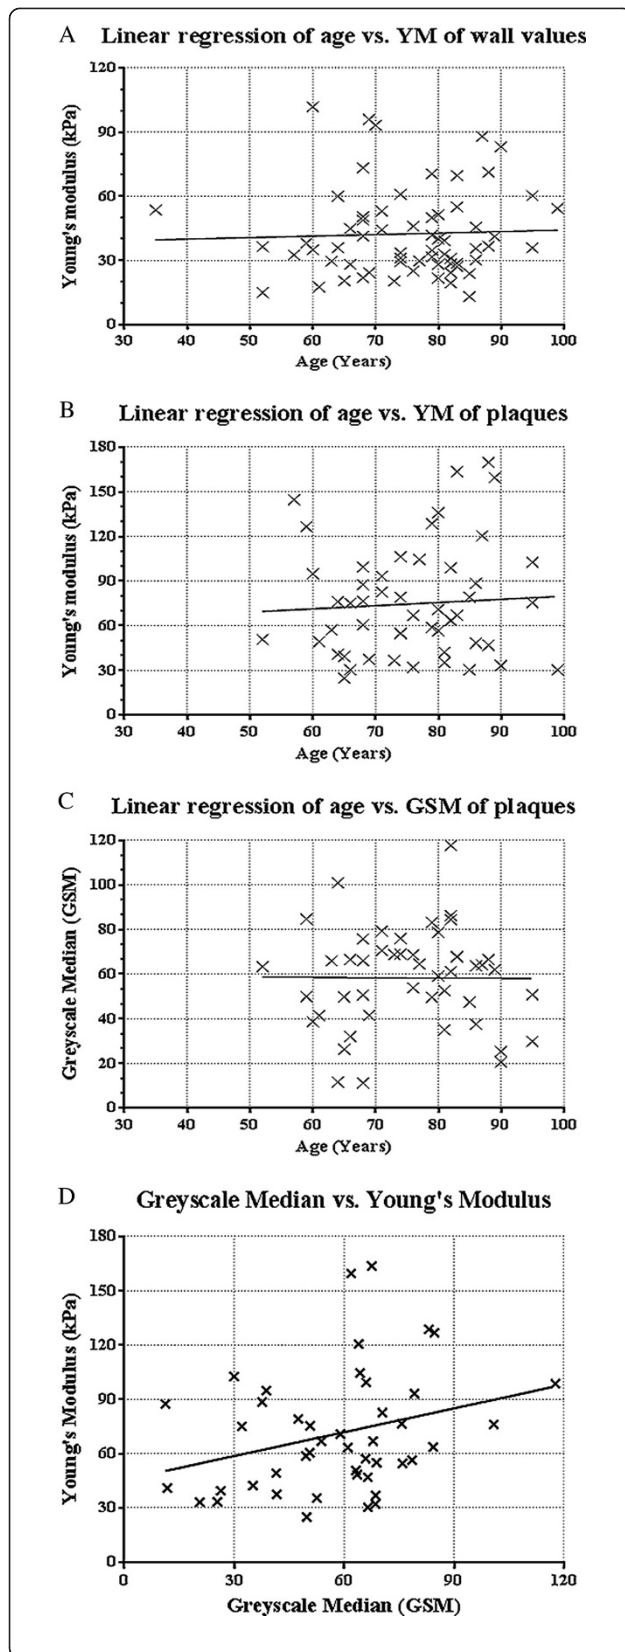 A Linear regression of age vs. YM of wall values
120
90
60
30
0
Young's modulus (kPa)
30 40 50 60 70 80 90 100
Age (Years)
B Linear regression of age vs. YM of plaques
180
150
120
90
60
30
0
Young's modulus (kPa)
30 40 50 60 70 80 90 100
Age (Years)
C Linear regression of age vs. GSM of plaques
120
100
80
60
40
20
0
Greyscale Median (GSM)
30 40 50 60 70 80 90 100
Age (Years)
D Greyscale Median vs. Young's Modulus
180
150
120
90
60
30
0
Young's Modulus (kPa)
0 30 60 90 120
Greyscale Median (GSM)